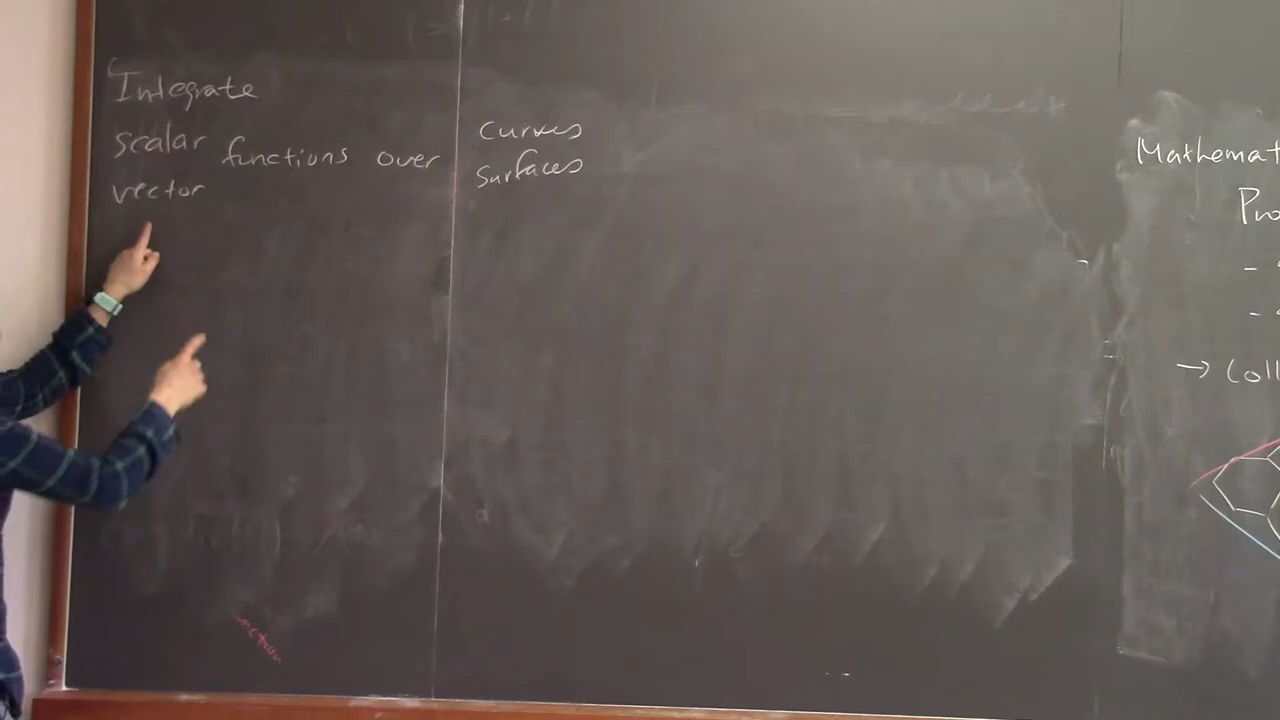 Integrate
scalar
functions over
vector
curves
surfaces
Mathemat
Pro
-
-
→ Coll